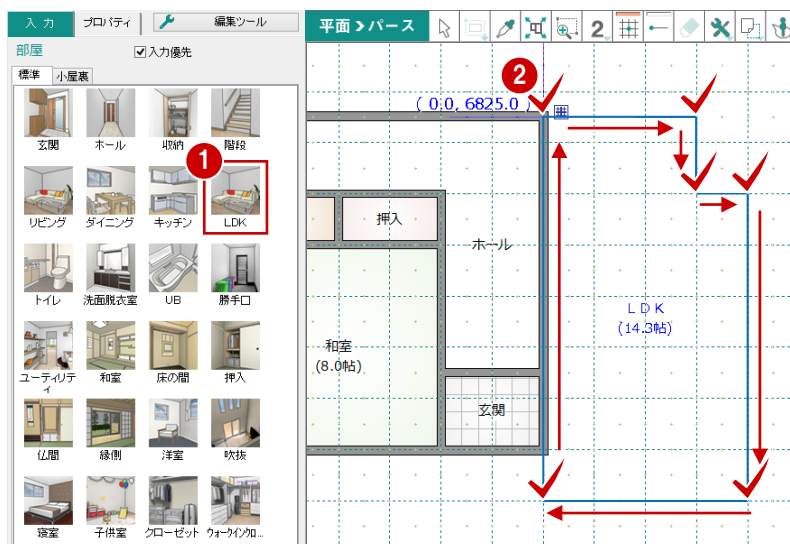 入 力
プロパティ
編集ツール
部屋
入力優先
標準
小屋裏
玄関
ホール
収納
階段
1
リビング
ダイニング
キッチン
LDK
トイレ
洗面脱衣室
UB
勝手口
ユーティリテ
ィ
和室
床の間
押入
仏間
縁側
洋室
吹抜
寝室
子供室
クローゼット
ウォークインクロ...
平面
パース
2
2
( 0.0, 6825.0 )
押入
ホール
和室
(8.0帖)
玄関
ＬＤＫ
(14.3帖)